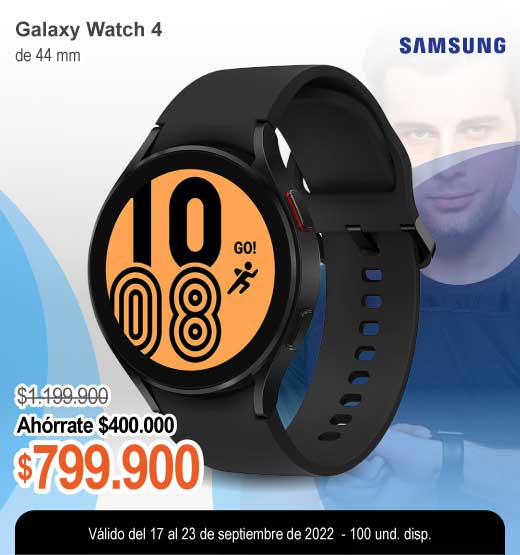 Galaxy Watch 4
de 44 mm
SAMSUNG
10
GO!
08
$1.199.900
Ahórrate $400.000
$799.900
Válido del 17 al 23 de septiembre de 2022 - 100 und. disp.